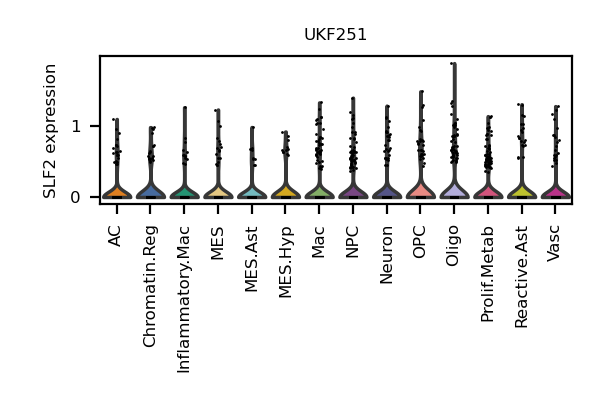 UKF251
SLF2 expression
1
0
AC
Chromatin.Reg
Inflammatory.Mac
MES
MES.Ast
MES.Hyp
Mac
NPC
Neuron
OPC
Oligo
Prolif.Metab
Reactive.Ast
Vasc